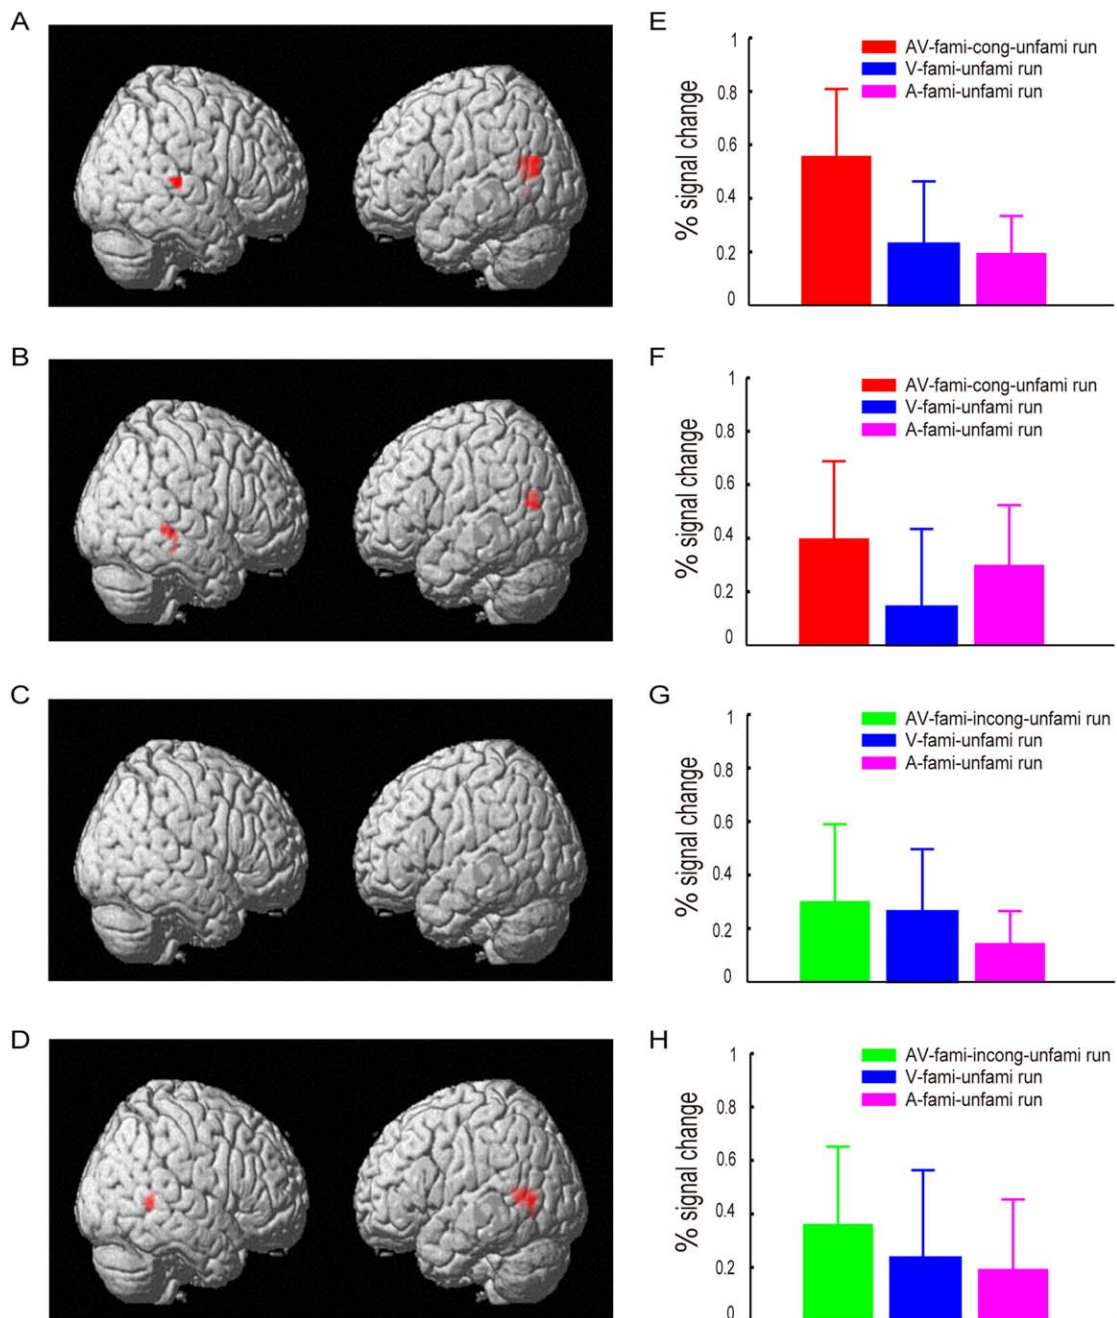 A
E
1
0.8
0.6
0.4
0.2
0
% signal change
AV-fami-cong-unfami run
V-fami-unfami run
A-fami-unfami run
B
F
1
0.8
0.6
0.4
0.2
0
% signal change
AV-fami-cong-unfami run
V-fami-unfami run
A-fami-unfami run
C
G
1
0.8
0.6
0.4
0.2
0
% signal change
AV-fami-incong-unfami run
V-fami-unfami run
A-fami-unfami run
D
H
1
0.8
0.6
0.4
0.2
0
% signal change
AV-fami-incong-unfami run
V-fami-unfami run
A-fami-unfami run